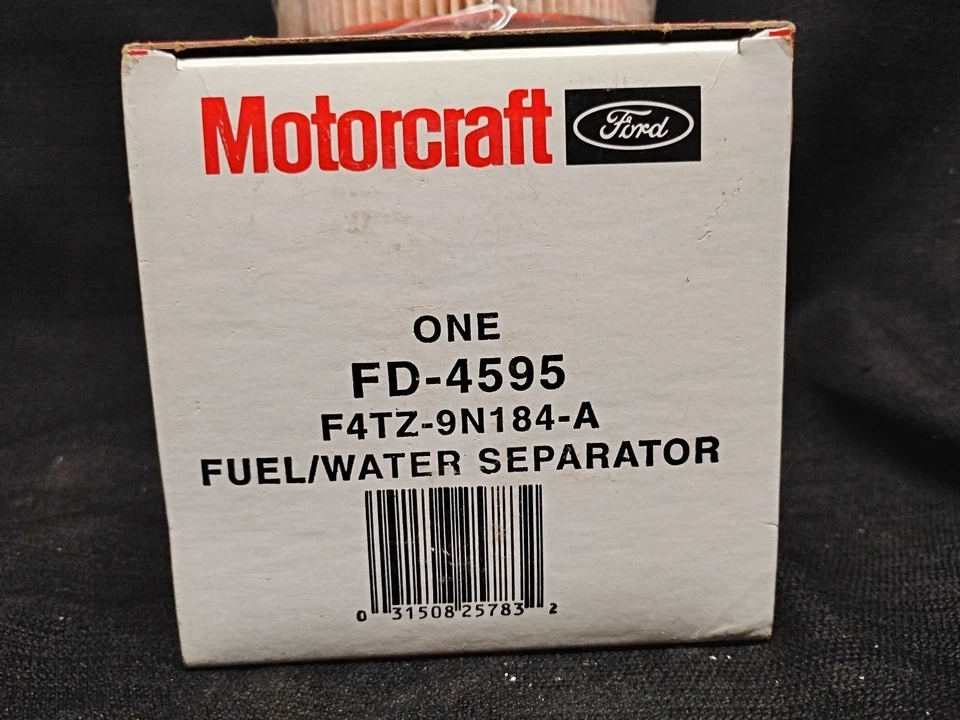 Motorcraft Ford
ONE
FD-4595
F4TZ-9N184-A
FUEL/WATER SEPARATOR
0 31508 25783 2